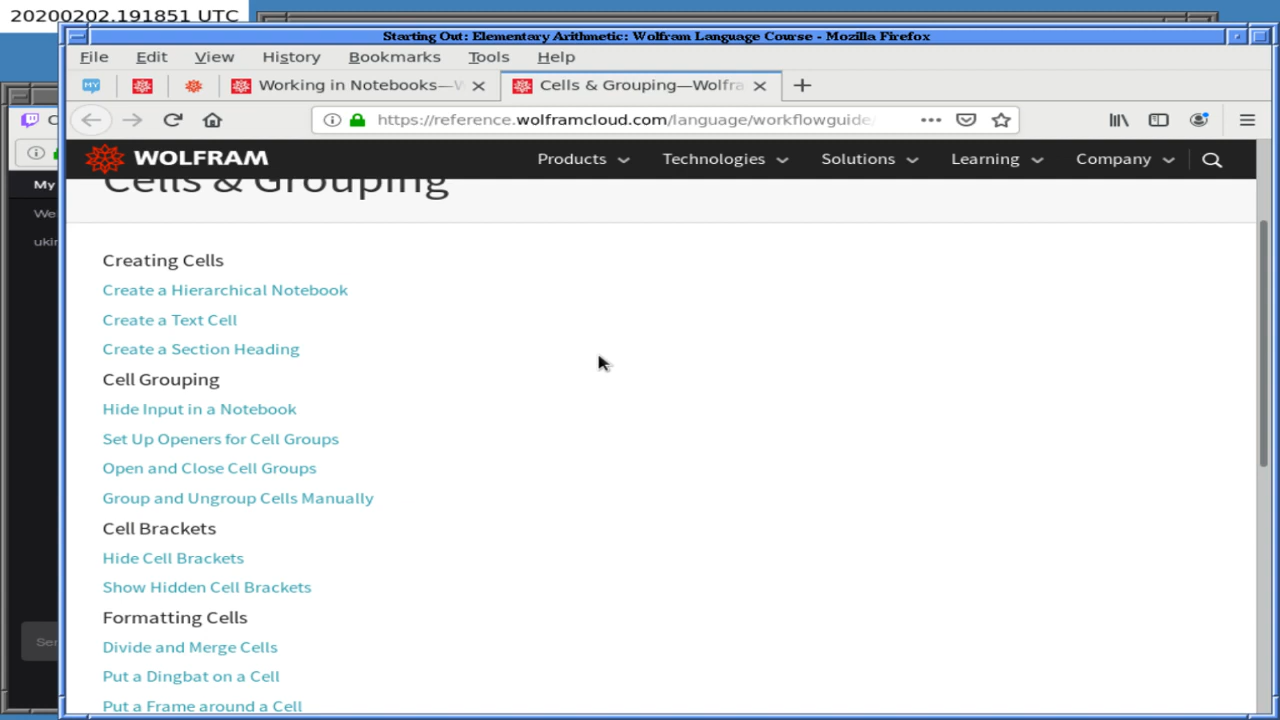 20200202.191851 UTC
Starting Out: Elementary Arithmetic: Wolfram Language Course - Mozilla Firefox
File Edit View History Bookmarks Tools Help
MY Working in Notebooks—W Cells & Grouping—Wolfra
https://reference.wolframcloud.com/language/workflowguide/
WOLFRAM Products Technologies Solutions Learning Company
Cells & Grouping
Creating Cells
Create a Hierarchical Notebook
Create a Text Cell
Create a Section Heading
Cell Grouping
Hide Input in a Notebook
Set Up Openers for Cell Groups
Open and Close Cell Groups
Group and Ungroup Cells Manually
Cell Brackets
Hide Cell Brackets
Show Hidden Cell Brackets
Formatting Cells
Divide and Merge Cells
Put a Dingbat on a Cell
Put a Frame around a Cell
C
My
We
ukir
Ser